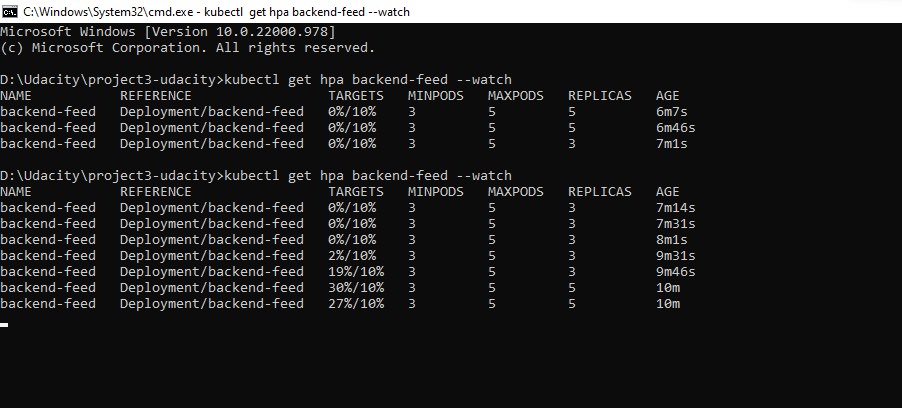 C:\Windows\System32\cmd.exe - kubectl get hpa backend-feed --watch
Microsoft Windows [Version 10.0.22000.978]
(c) Microsoft Corporation. All rights reserved.
D:\Udacity\project3-udacity>kubectl get hpa backend-feed --watch
NAME REFERENCE TARGETS MINPODS MAXPODS REPLICAS AGE
backend-feed Deployment/backend-feed 0%/10% 3 5 5 6m7s
backend-feed Deployment/backend-feed 0%/10% 3 5 5 6m46s
backend-feed Deployment/backend-feed 0%/10% 3 5 3 7m1s
D:\Udacity\project3-udacity>kubectl get hpa backend-feed --watch
NAME REFERENCE TARGETS MINPODS MAXPODS REPLICAS AGE
backend-feed Deployment/backend-feed 0%/10% 3 5 3 7m14s
backend-feed Deployment/backend-feed 0%/10% 3 5 3 7m31s
backend-feed Deployment/backend-feed 0%/10% 3 5 3 8m1s
backend-feed Deployment/backend-feed 2%/10% 3 5 3 9m31s
backend-feed Deployment/backend-feed 19%/10% 3 5 3 9m46s
backend-feed Deployment/backend-feed 30%/10% 3 5 5 10m
backend-feed Deployment/backend-feed 27%/10% 3 5 5 10m